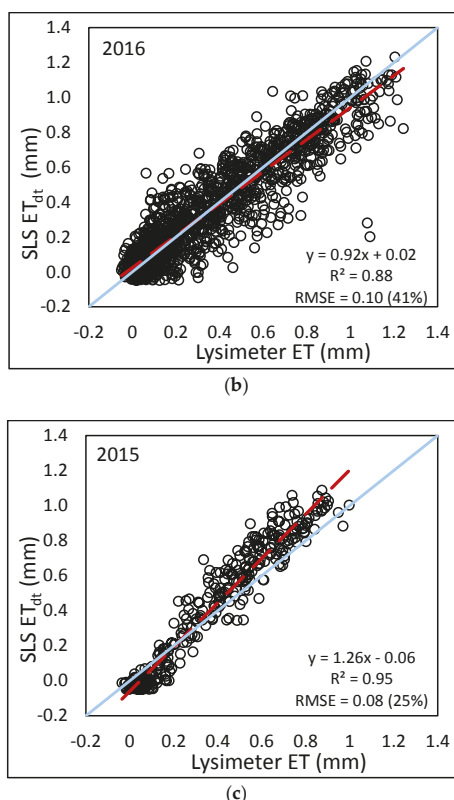 1.4
2016
1.2
1.0
0.8
0.6
0.4
0.2
0.0
-0.2
SLS ETdt (mm)
y = 0.92x + 0.02
R² = 0.88
RMSE = 0.10 (41%)
-0.2 0 0.2 0.4 0.6 0.8 1 1.2 1.4
Lysimeter ET (mm)
(b)
1.4
2015
1.2
1.0
0.8
0.6
0.4
0.2
0.0
-0.2
SLS ETdt (mm)
y = 1.26x - 0.06
R² = 0.95
RMSE = 0.08 (25%)
-0.2 0 0.2 0.4 0.6 0.8 1 1.2 1.4
Lysimeter ET (mm)
(c)